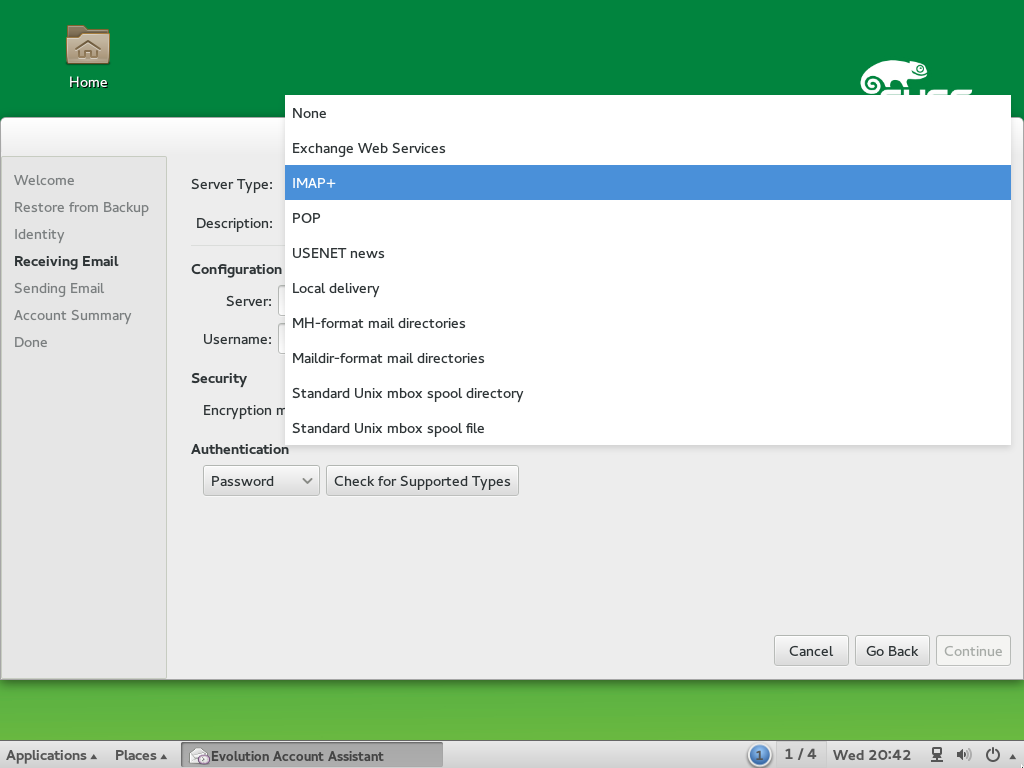 Home
None
Exchange Web Services
IMAP+
POP
USENET news
Local delivery
MH-format mail directories
Maildir-format mail directories
Standard Unix mbox spool directory
Standard Unix mbox spool file
Welcome
Restore from Backup
Identity
Receiving Email
Sending Email
Account Summary
Done
Server Type:
Description:
Configuration
Server:
Username:
Security
Encryption m
Authentication
Password
Check for Supported Types
Cancel
Go Back
Continue
Applications
Places
Evolution Account Assistant
1
1 / 4
Wed 20:42